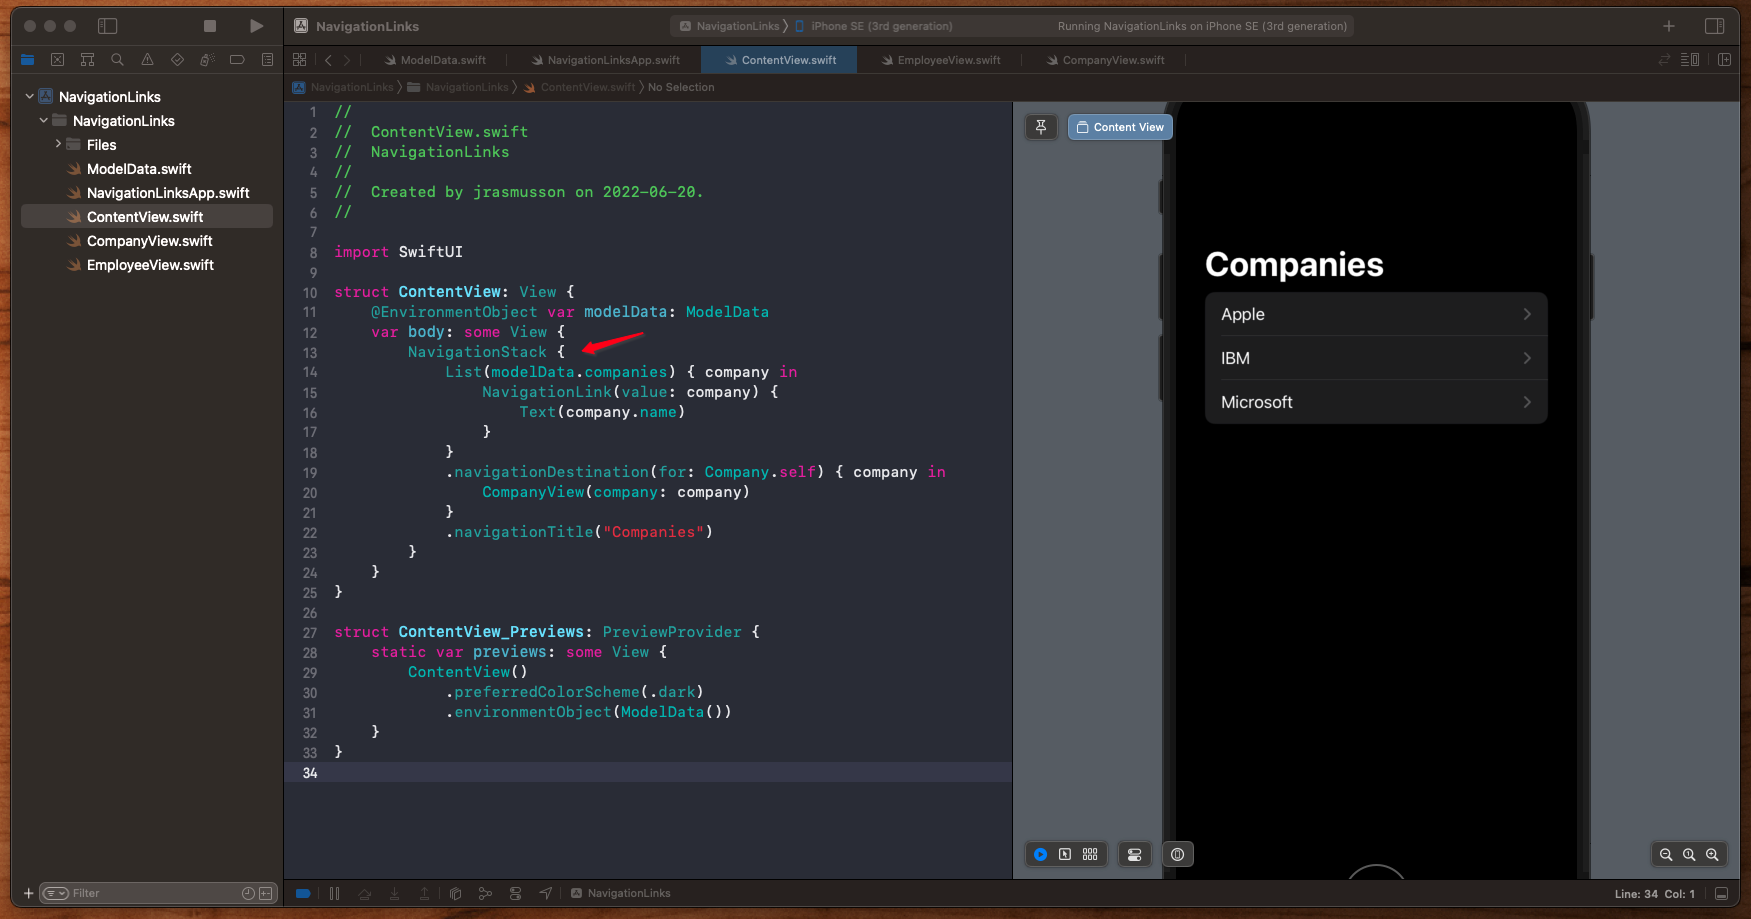 NavigationLinks
NavigationLinks
iPhone SE (3rd generation)
Running NavigationLinks on iPhone SE (3rd generation)
ModelData.swift
NavigationLinksApp.swift
ContentView.swift
EmployeeView.swift
CompanyView.swift
NavigationLinks
NavigationLinks
ContentView.swift
No Selection
NavigationLinks
NavigationLinks
Files
ModelData.swift
NavigationLinksApp.swift
ContentView.swift
CompanyView.swift
EmployeeView.swift
1 //
2 // ContentView.swift
3 // NavigationLinks
4 //
5 // Created by jrasmusson on 2022-06-20.
6 //
7
8 import SwiftUI
9
10 struct ContentView: View {
11 @EnvironmentObject var modelData: ModelData
12 var body: some View {
13 NavigationStack {
14 List(modelData.companies) { company in
15 NavigationLink(value: company) {
16 Text(company.name)
17 }
18 }
19 .navigationDestination(for: Company.self) { company in
20 CompanyView(company: company)
21 }
22 .navigationTitle("Companies")
23 }
24 }
25 }
26
27 struct ContentView_Previews: PreviewProvider {
28 static var previews: some View {
29 ContentView()
30 .preferredColorScheme(.dark)
31 .environmentObject(ModelData())
32 }
33 }
34
Content View
Companies
Apple
IBM
Microsoft
Filter
NavigationLinks
Line: 34 Col: 1